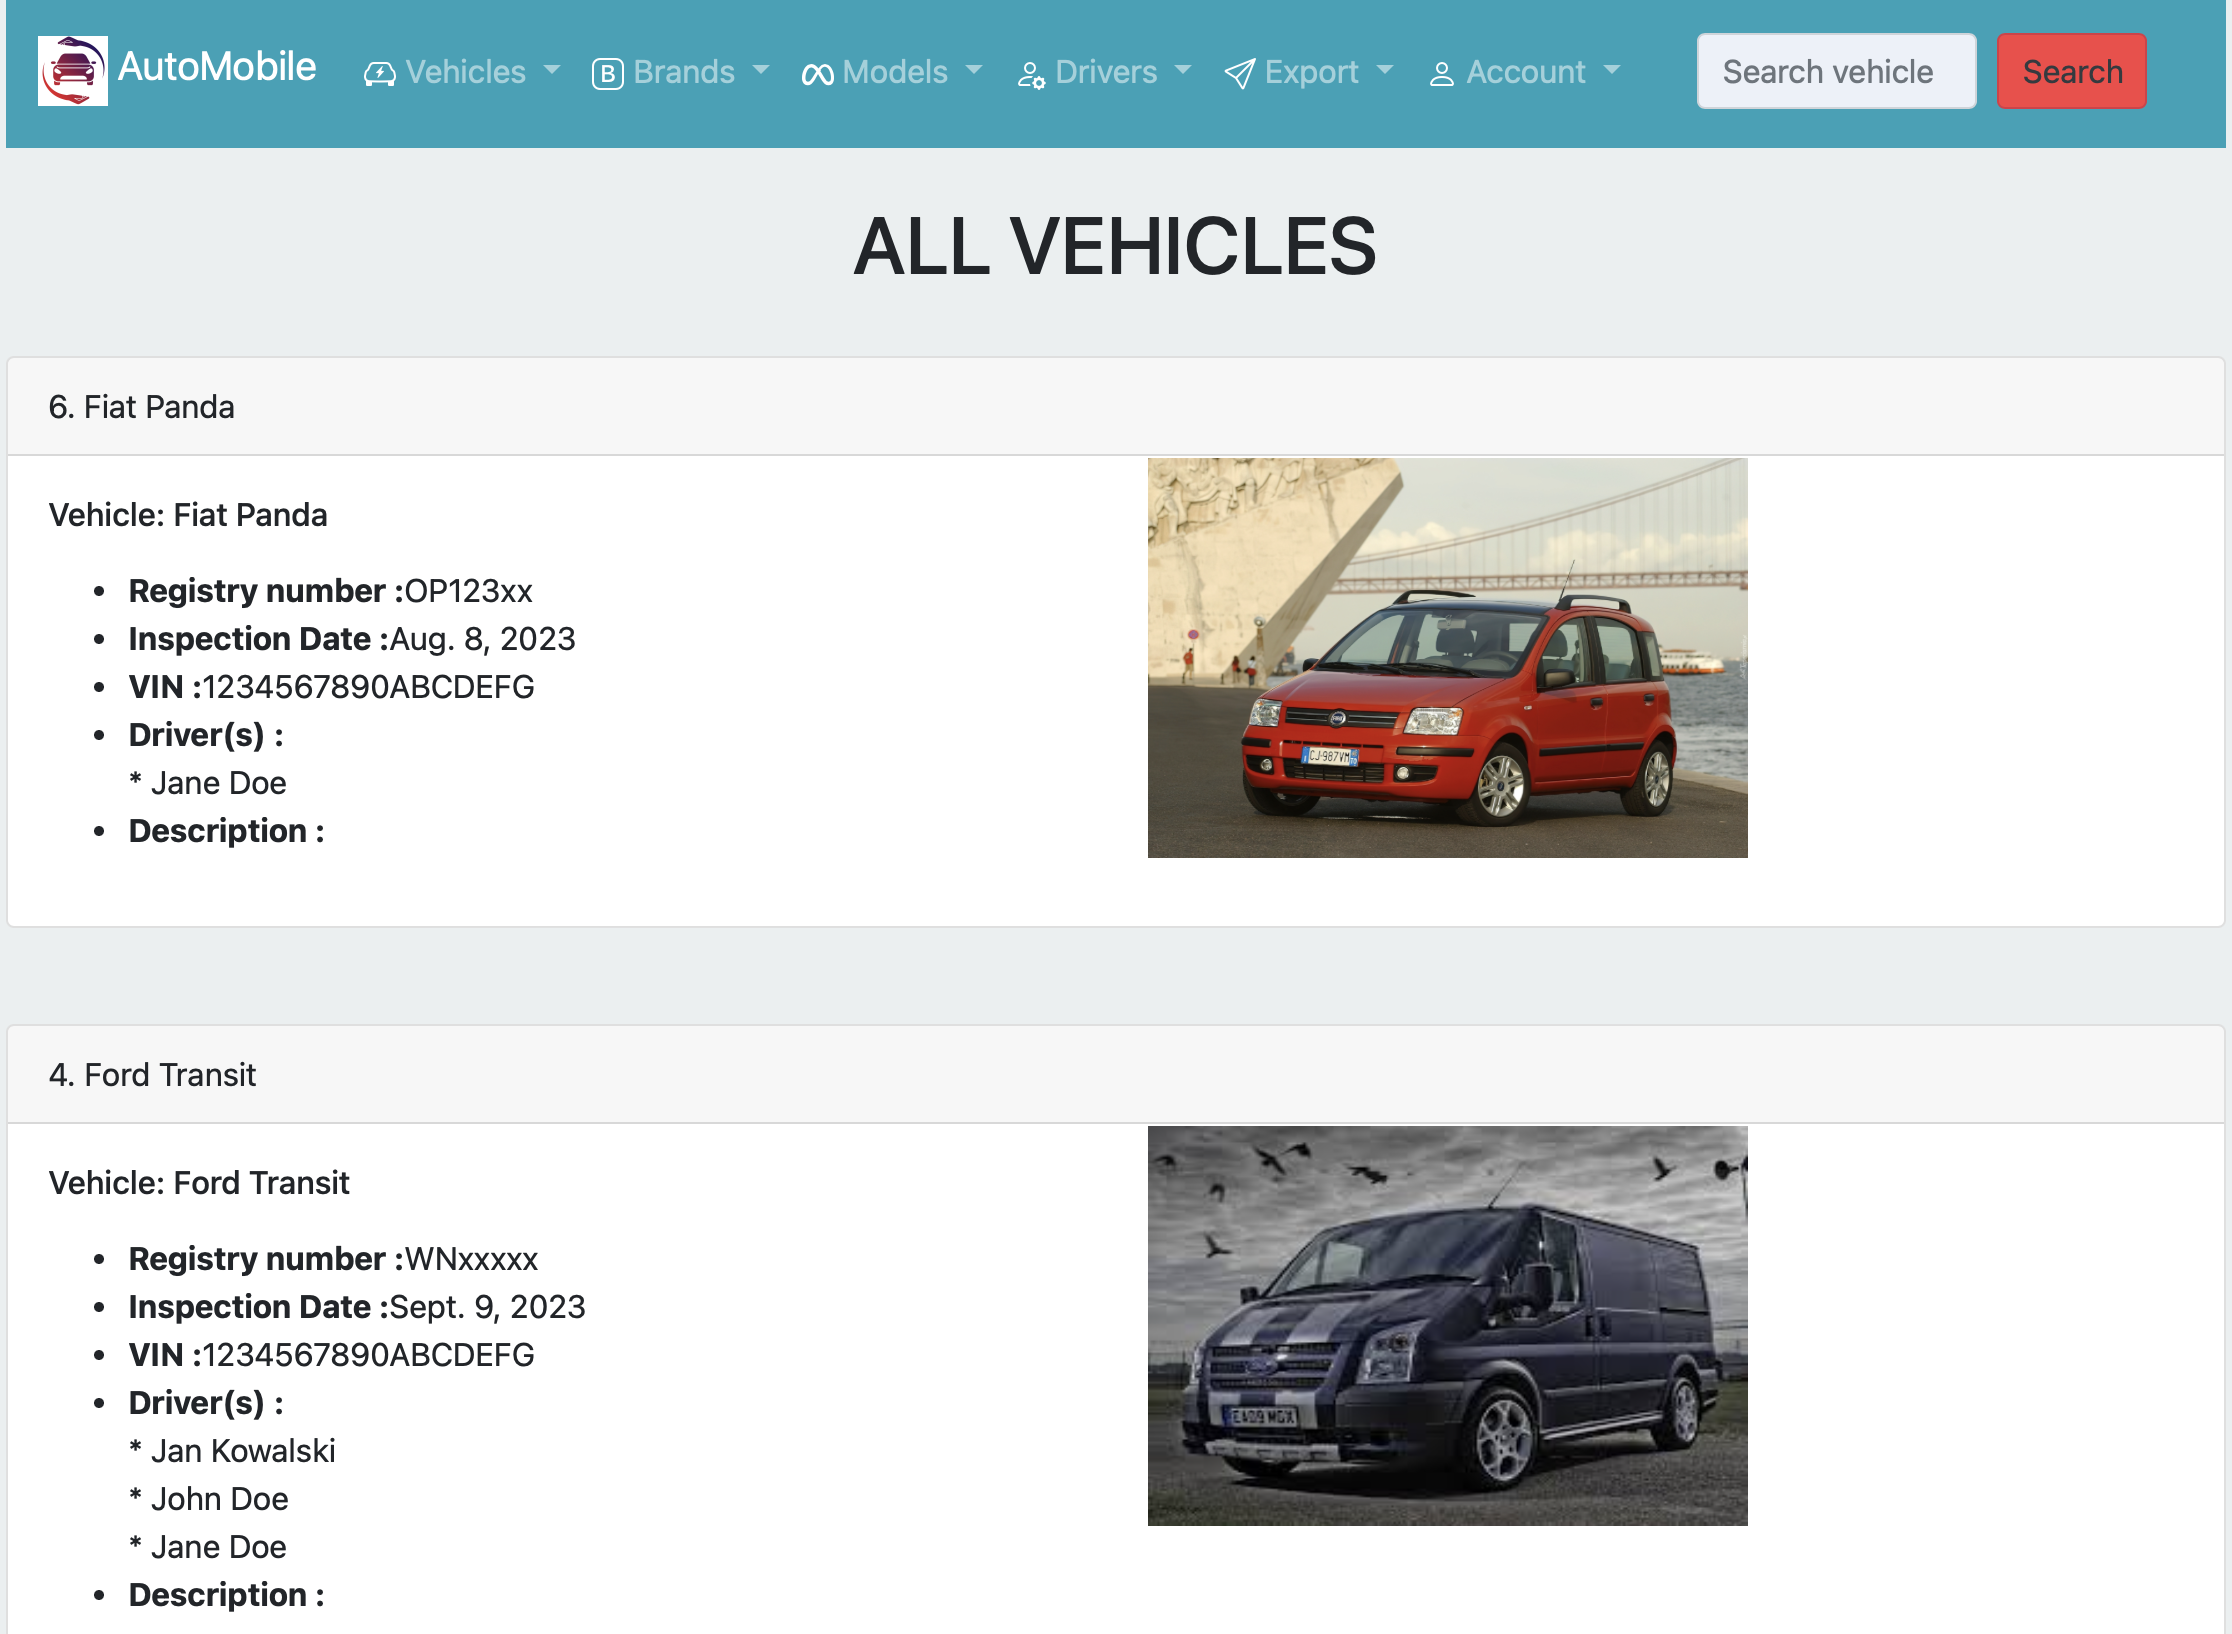 AutoMobile Vehicles Brands Models Drivers Export Account Search vehicle Search
ALL VEHICLES
6. Fiat Panda
Vehicle: Fiat Panda
• Registry number :OP123xx
• Inspection Date :Aug. 8, 2023
• VIN :1234567890ABCDEFG
• Driver(s) :
* Jane Doe
• Description :
CJ987VM
4. Ford Transit
Vehicle: Ford Transit
• Registry number :WNxxxxx
• Inspection Date :Sept. 9, 2023
• VIN :1234567890ABCDEFG
• Driver(s) :
* Jan Kowalski
* John Doe
* Jane Doe
• Description :
EA09 MGX